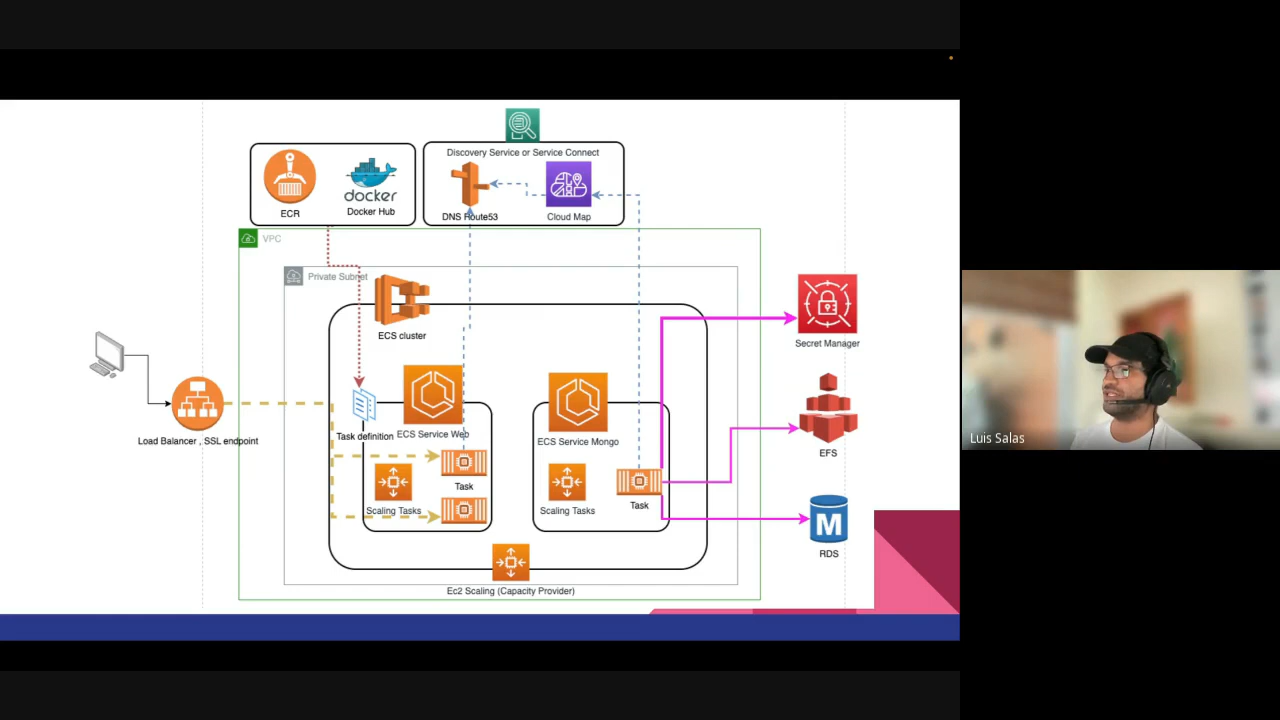 Discovery Service or Service Connect
ECR
docker
Docker Hub
DNS Route53
Cloud Map
VPC
Private Subnet
ECS cluster
Secret Manager
Load Balancer , SSL endpoint
Task definition
ECS Service Web
ECS Service Mongo
Task
Scaling Tasks
Scaling Tasks
Task
EFS
M
RDS
Ec2 Scaling (Capacity Provider)
Luis Salas